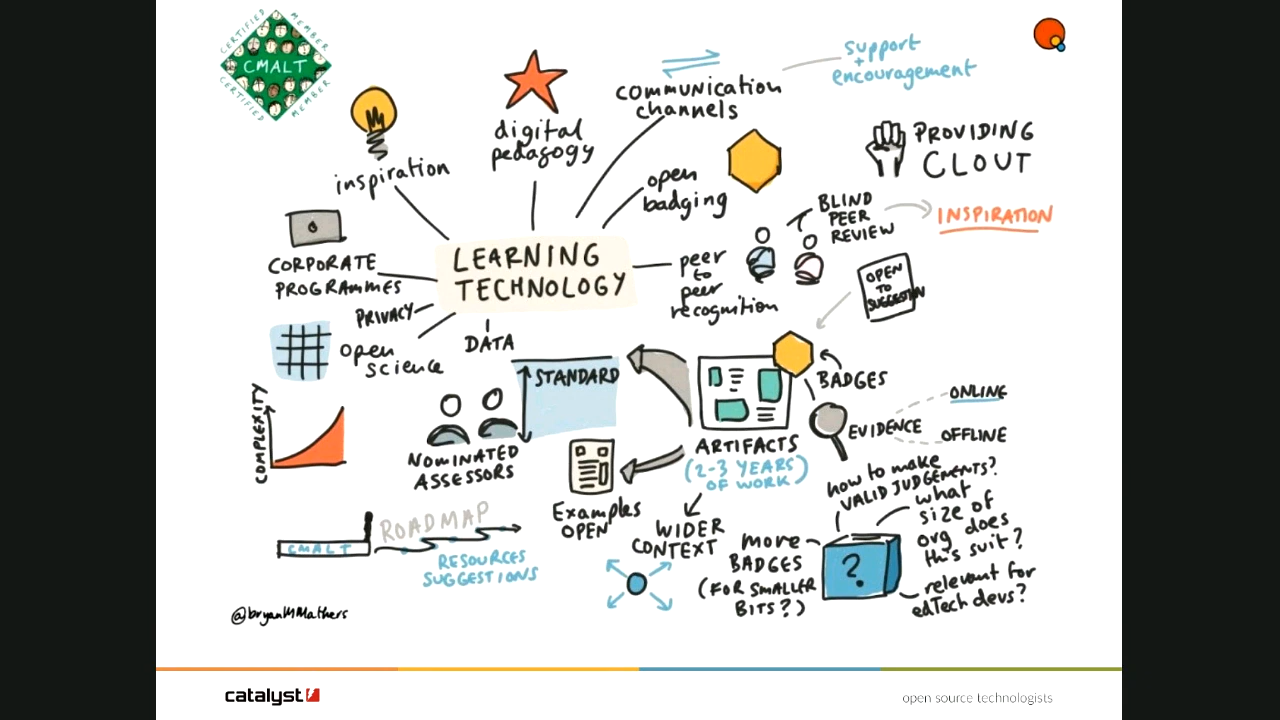 CERTIFIED MEMBER
CMALT
CERTIFIED MEMBER
inspiration
digital
pedagogy
communication
channels
support
+
encouragement
open
badging
PROVIDING
CLOUT
BLIND
PEER
REVIEW
INSPIRATION
LEARNING
TECHNOLOGY
peer
to
peer
recognition
OPEN
TO
SUGGESTION
CORPORATE
PROGRAMMES
PRIVACY
open
science
DATA
STANDARD
BADGES
COMPLEXITY
NOMINATED
ASSESSORS
ARTIFACTS
(2-3 YEARS
OF WORK)
EVIDENCE
ONLINE
OFFLINE
Examples
OPEN
WIDER
CONTEXT
how to make
VALID JUDGEMENTS?
what
size of
org does
this suit?
relevant for
edTech devs?
?
more
BADGES
(FOR SMALLER
BITS?)
CMALT
ROADMAP
RESOURCES
SUGGESTIONS
@bryanMMathers
catalyst
open source technologists